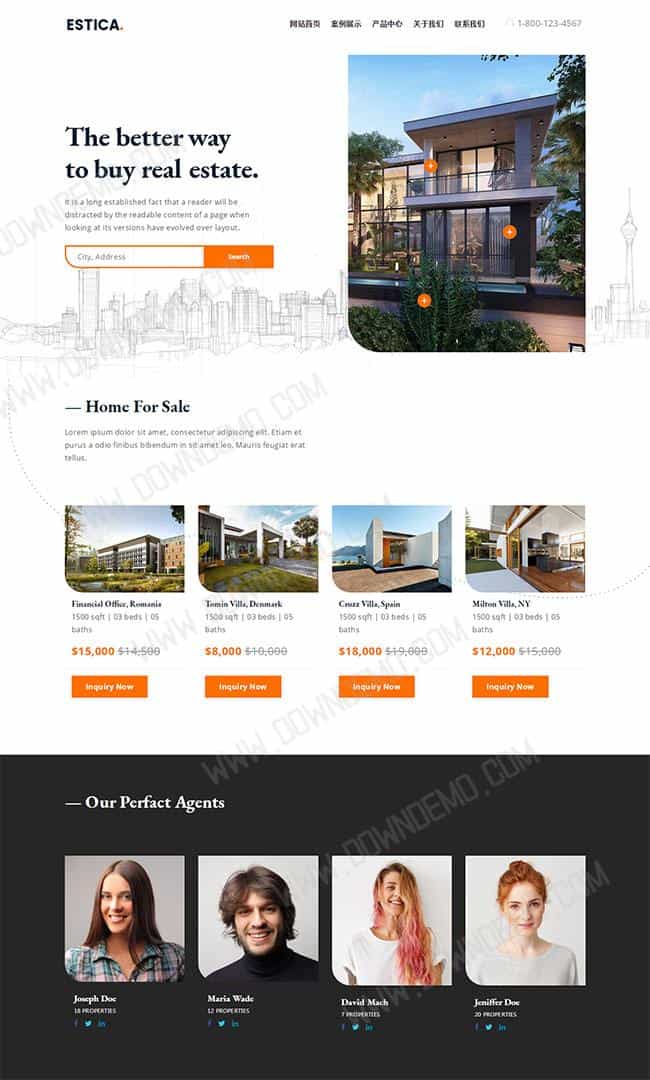 ESTICA.
网站首页 案例展示 产品中心 关于我们 联系我们 1-800-123-4567
The better way
to buy real estate.
It is a long established fact that a reader will be
distracted by the readable content of a page when
looking at its versions have evolved over layout.
City, Address Search
— Home For Sale
Lorem ipsum dolor sit amet, consectetur adipiscing elit. Etiam et
purus a odio finibus bibendum in sit amet leo. Mauris feugiat erat
tellus.
Financial Office, Romania
1500 sqft | 03 beds | 05
baths
$15,000 $14,500
Inquiry Now
Tomin Villa, Denmark
1500 sqft | 03 beds | 05
baths
$8,000 $10,000
Inquiry Now
Cruzz Villa, Spain
1500 sqft | 03 beds | 05
baths
$18,000 $19,000
Inquiry Now
Milton Villa, NY
1500 sqft | 03 beds | 05
baths
$12,000 $15,000
Inquiry Now
— Our Perfact Agents
Joseph Doe
18 PROPERTIES
Maria Wade
12 PROPERTIES
David Mach
7 PROPERTIES
Jeniffer Doe
20 PROPERTIES
WWW.DOWNDEMO.COM